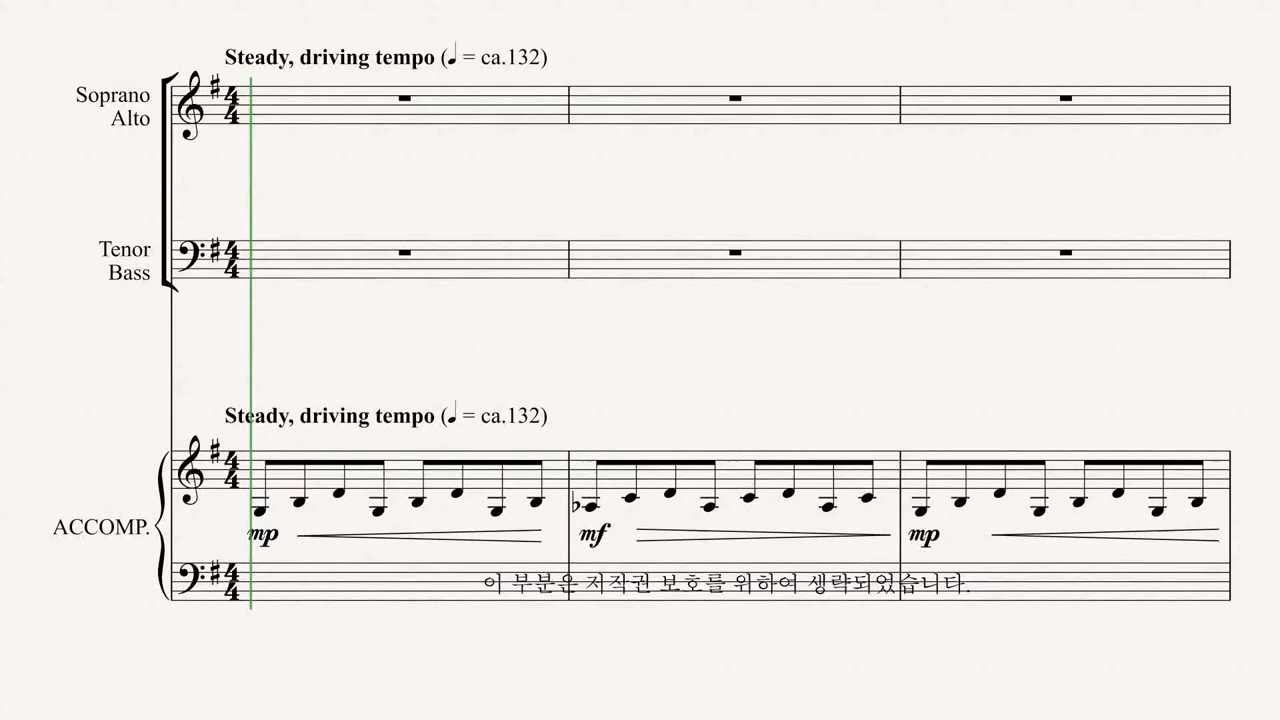 Steady, driving tempo (♩ = ca.132)
Soprano
Alto
Tenor
Bass
Steady, driving tempo (♩ = ca.132)
ACCOMP.
mp mf mp
이 부분은 저작권 보호를 위하여 생략되었습니다.